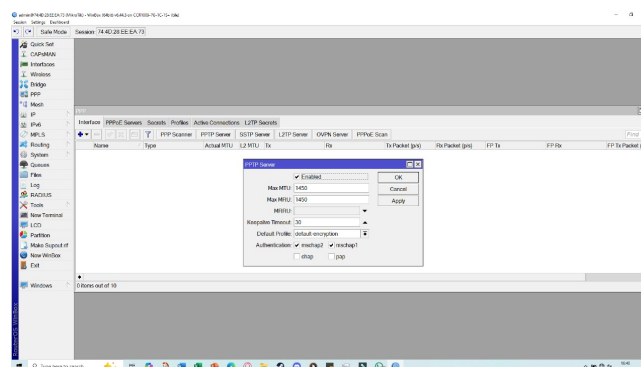 Session Settings Dashboard
Safe Mode Session: 74:4D:28:EE:EA:73
Quick Set
CAPsMAN
Interfaces
Wireless
Bridge
PPP
Mesh
IP
IPv6
MPLS
Routing
System
Queues
Files
Log
RADIUS
Tools
New Terminal
LCD
Partition
Make Supout.rif
New WinBox
Exit
Windows
RouterOS WinBox
Interface PPPoE Servers Secrets Profiles Active Connections L2TP Secrets
PPP Scanner PPTP Server SSTP Server L2TP Server OVPN Server PPPoE Scan Find
Name Type Actual MTU L2 MTU Tx Rx Tx Packet (p/s) Rx Packet (p/s) FP Tx FP Rx FP Tx Packet
PPTP Server
Enabled
Max MTU: 1450
Max MRU: 1450
MRRU:
Keepalive Timeout: 30
Default Profile: default-encryption
Authentication: mschap2 mschap1
chap pap
OK
Cancel
Apply
0 items out of 10
Type here to search